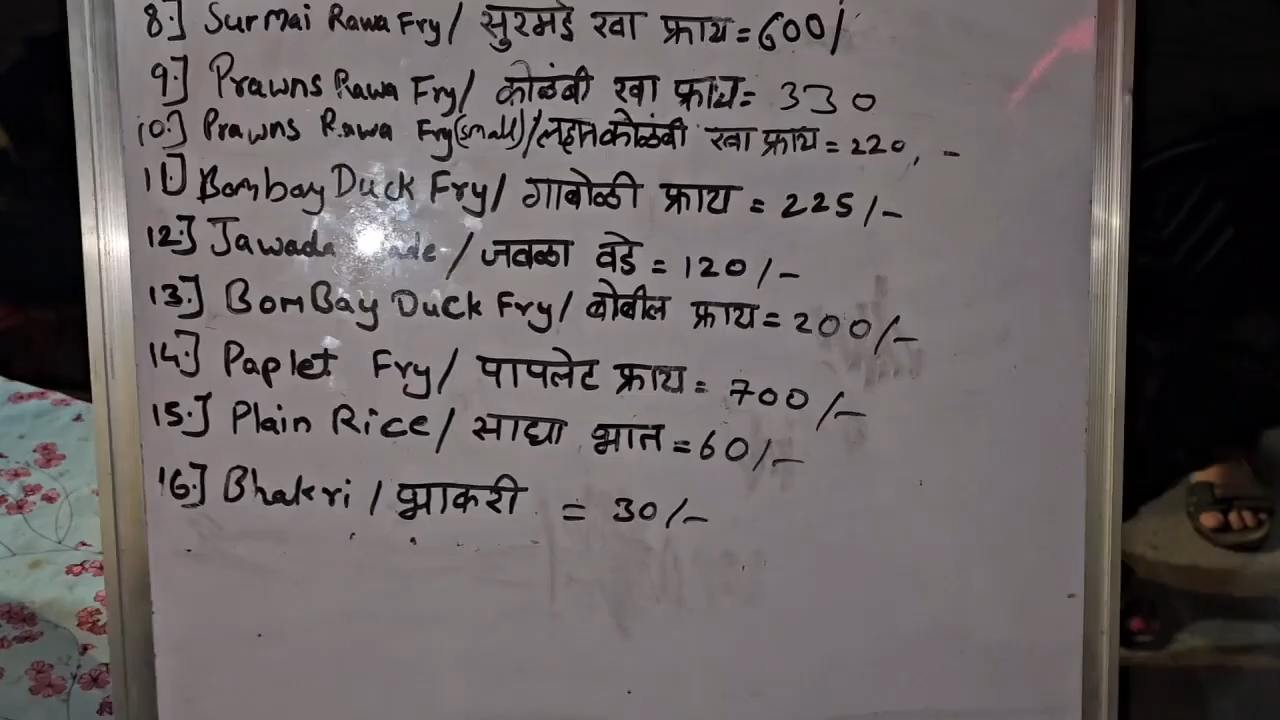 8.] Surmai Rawa Fry / सुरमई रवा फ्राय = 600/
9.] Prawns Rawa Fry / कोळंबी रवा फ्राय = 330
10.] Prawns Rawa Fry (small) / लहान कोळंबी रवा फ्राय = 220, -
11.] Bombay Duck Fry / गाबोळी फ्राय = 225/-
12.] Jawada / जवळा वडे = 120/-
13.] BomBay Duck Fry / बोबील फ्राय = 200/-
14.] Paplet Fry / पापलेट फ्राय = 700/-
15.] Plain Rice / साधा भात = 60/-
16.] Bhakri / भाकरी = 30/-